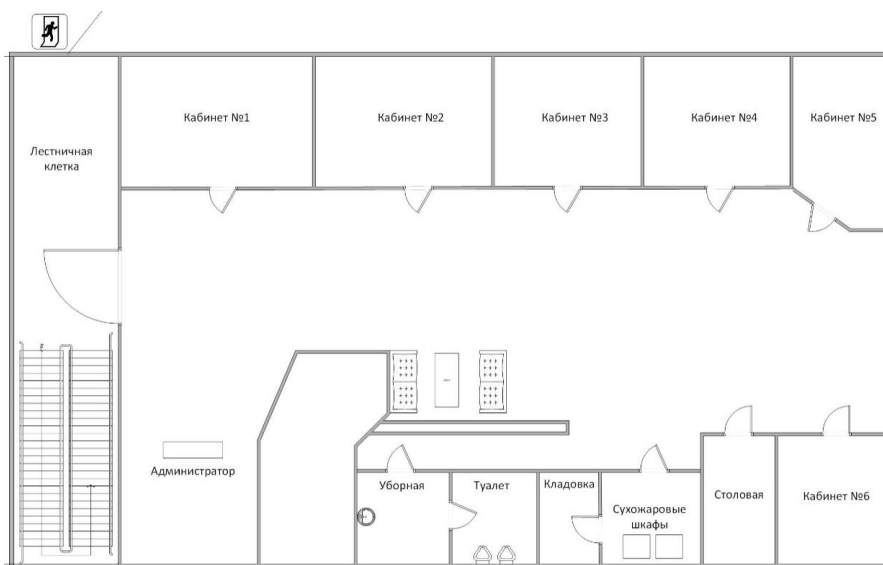 Кабинет №1
Кабинет №2
Кабинет №3
Кабинет №4
Кабинет №5
Лестничная
клетка
Администратор
Уборная
Туалет
Кладовка
Сухожаровые
шкафы
Столовая
Кабинет №6